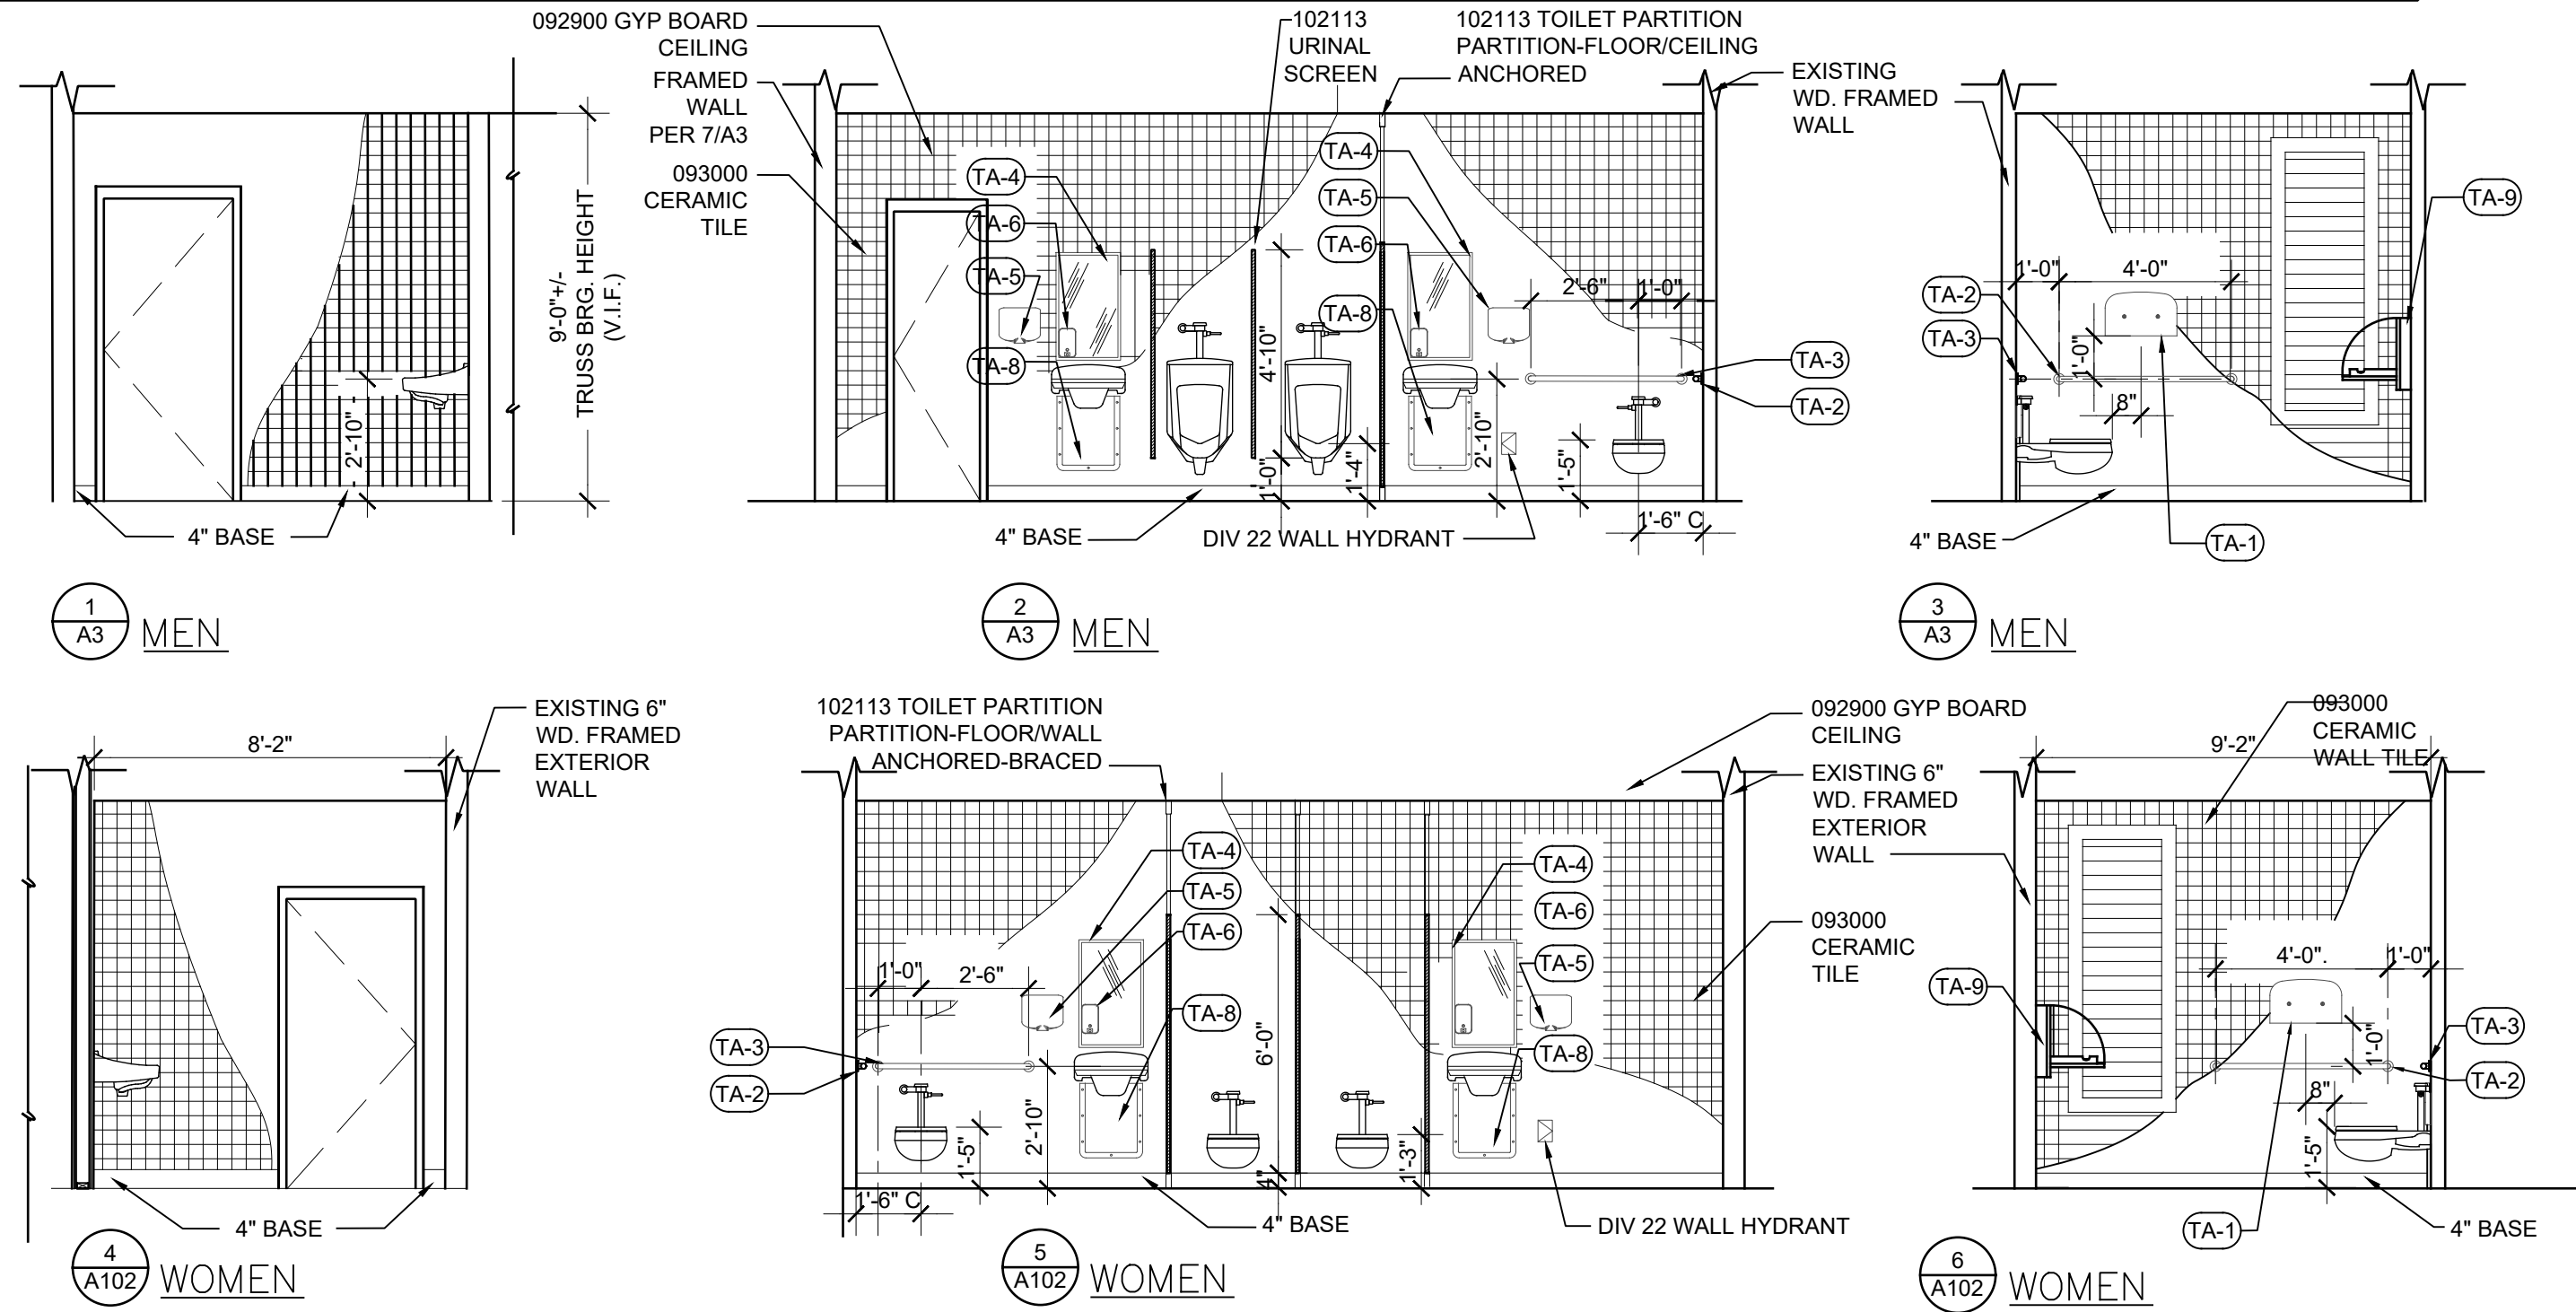 092900 GYP BOARD
CEILING
FRAMED
WALL
PER 7/A3
093000
CERAMIC
TILE
9'-0"+/-
TRUSS BRG. HEIGHT
(V.I.F.)
2'-10"
4" BASE
1
A3
MEN
102113
URINAL
SCREEN
102113 TOILET PARTITION
PARTITION-FLOOR/CEILING
ANCHORED
EXISTING
WD. FRAMED
WALL
TA-4
TA-6
TA-5
TA-8
TA-4
TA-5
TA-6
TA-8
2'-6"
1'-0"
4'-10"
1'-0"
1'-4"
2'-10"
1'-5"
1'-6" C
TA-3
TA-2
4" BASE
DIV 22 WALL HYDRANT
2
A3
MEN
TA-9
1'-0"
4'-0"
TA-2
TA-3
1'-0"
8"
4" BASE
TA-1
3
A3
MEN
8'-2"
EXISTING 6"
WD. FRAMED
EXTERIOR
WALL
4" BASE
4
A102
WOMEN
102113 TOILET PARTITION
PARTITION-FLOOR/WALL
ANCHORED-BRACED
092900 GYP BOARD
CEILING
EXISTING 6"
WD. FRAMED
EXTERIOR
WALL
093000
CERAMIC
TILE
TA-4
TA-5
TA-6
TA-8
TA-4
TA-6
TA-5
TA-8
1'-0"
2'-6"
TA-3
TA-2
6'-0"
2'-10"
1'-5"
4"
1'-3"
1'-6" C
4" BASE
DIV 22 WALL HYDRANT
5
A102
WOMEN
093000
CERAMIC
WALL TILE
9'-2"
TA-9
4'-0".
1'-0"
1'-0"
8"
1'-5"
TA-3
TA-2
TA-1
4" BASE
6
A102
WOMEN